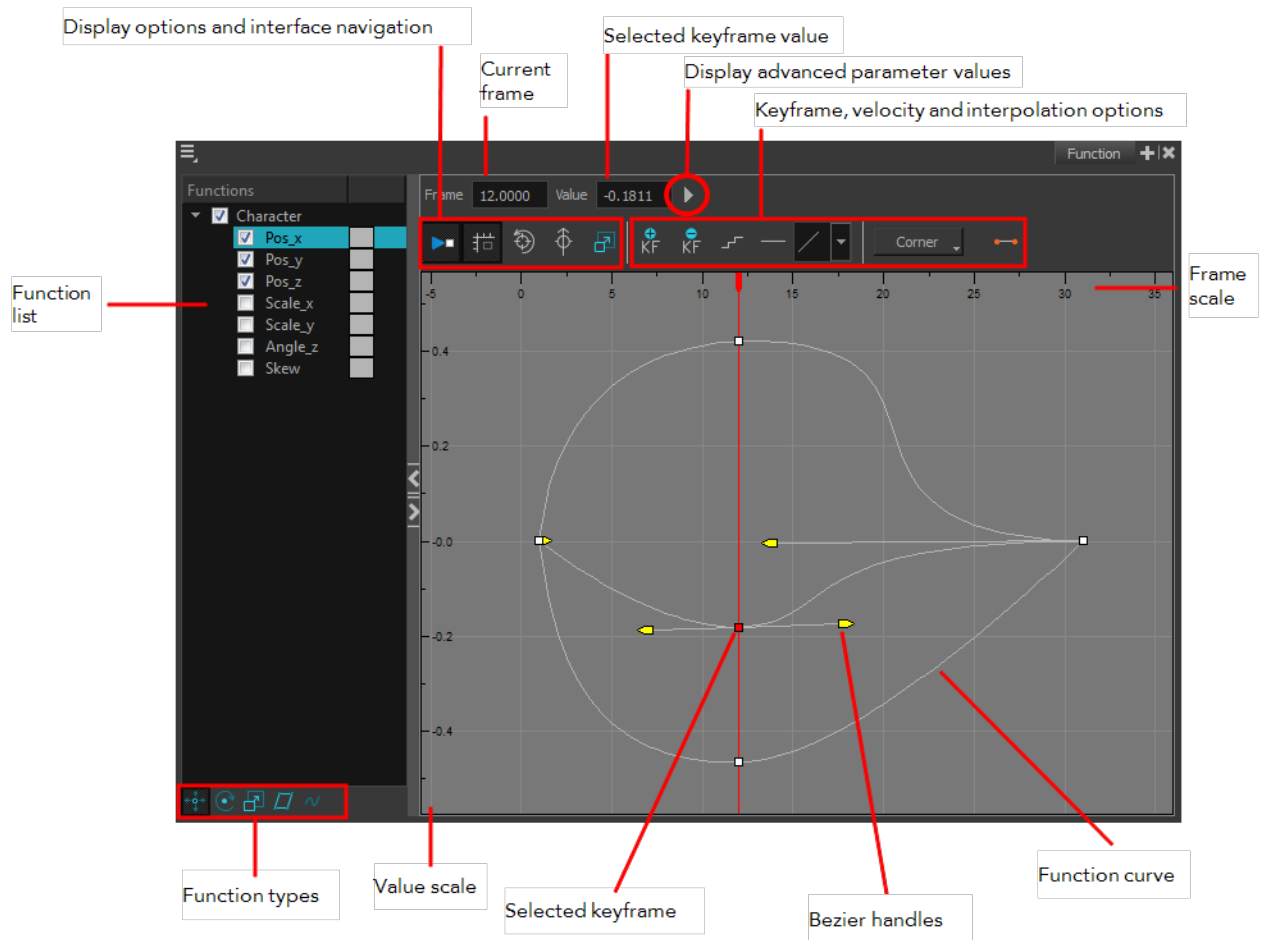 Display options and interface navigation
Selected keyframe value
Current
frame
Display advanced parameter values
Keyframe, velocity and interpolation options
Function
Functions
Frame 12.0000 Value -0.1811
Character
Pos_x
Pos_y
Pos_z
Scale_x
Scale_y
Angle_z
Skew
KF KF Corner
-5 0 5 10 15 20 25 30 35
Frame
scale
Function
list
-0.4
-0.2
-0.0
-0.2
-0.4
Function types
Value scale
Selected keyframe
Bezier handles
Function curve